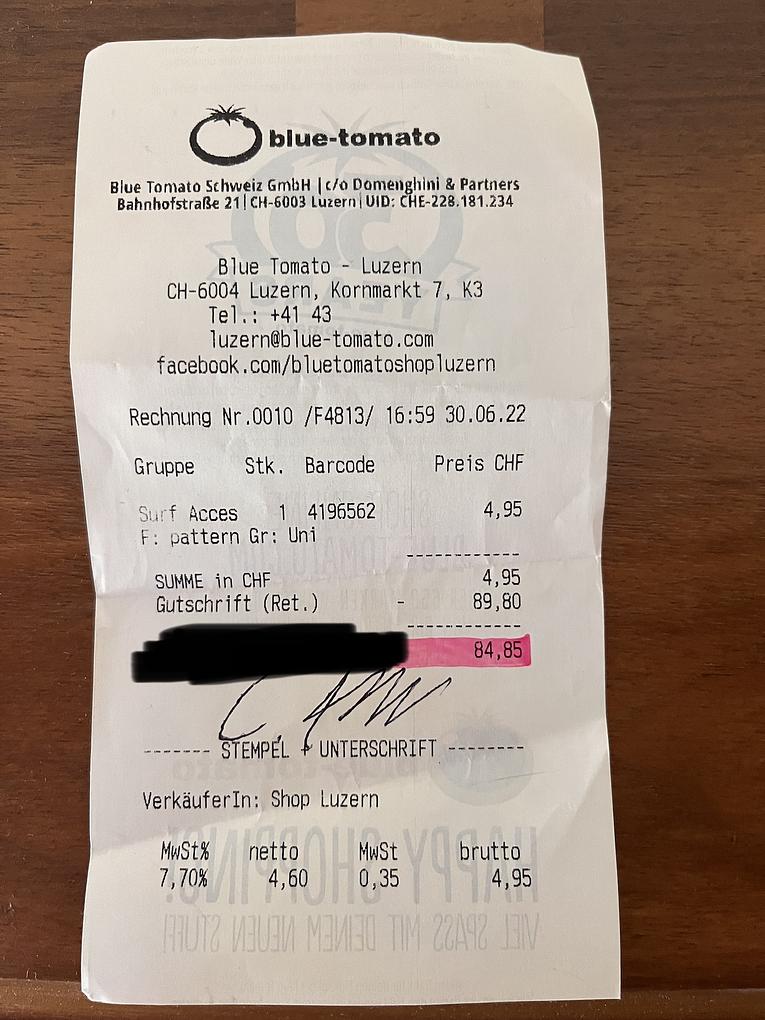 blue-tomato
Blue Tomato Schweiz GmbH | c/o Domenghini & Partners
Bahnhofstraße 21 | CH-6003 Luzern | UID: CHE-228.181.234
Blue Tomato - Luzern
CH-6004 Luzern, Kornmarkt 7, K3
Tel.: +41 43
luzern@blue-tomato.com
facebook.com/bluetomatoshopluzern
Rechnung Nr.0010 /F4813/ 16:59 30.06.22
Gruppe Stk. Barcode Preis CHF
Surf Acces 1 4196562 4,95
F: pattern Gr: Uni
SUMME in CHF 4,95
Gutschrift (Ret.) - 89,80
84,85
------- STEMPEL + UNTERSCHRIFT --------
VerkäuferIn: Shop Luzern
MwSt% netto MwSt brutto
7,70% 4,60 0,35 4,95
HAPPY SHOPPING!
VIEL SPASS MIT DEINEM NEUEN STUFF!